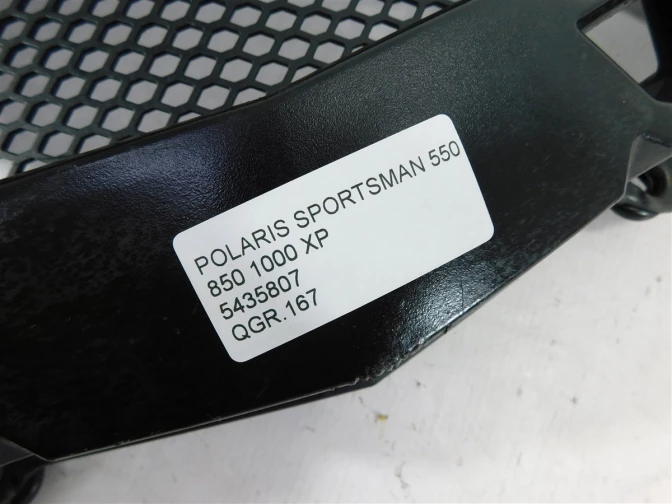 POLARIS SPORTSMAN 550
850 1000 XP
5435807
QGR.167